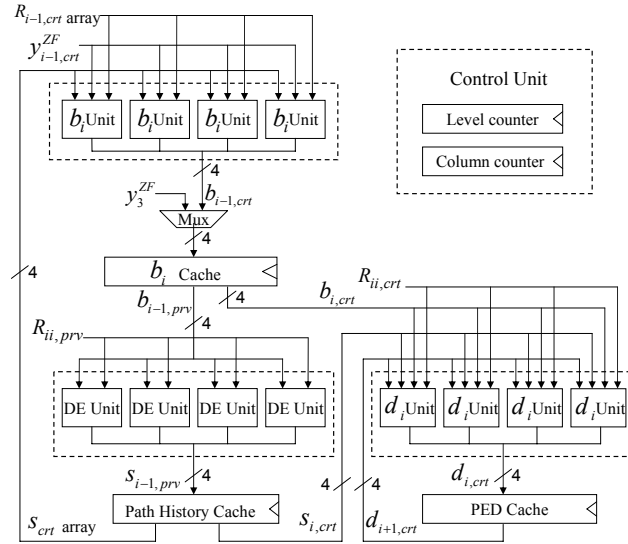 R_{i-1,crt} array
y_{i-1,crt}^{ZF}
Control Unit
Level counter
Column counter
b_i Unit b_i Unit b_i Unit b_i Unit
4
y_3^{ZF} b_{i-1,crt}
Mux
4
4
b_i Cache
b_{i-1,prv} 4 b_{i,crt} R_{ii,crt}
4
R_{ii,prv}
DE Unit DE Unit DE Unit DE Unit
d_i Unit d_i Unit d_i Unit d_i Unit
s_{i-1,prv} 4 4 4 d_{i,crt} 4
Path History Cache PED Cache
s_{crt} array s_{i,crt} d_{i+1,crt}